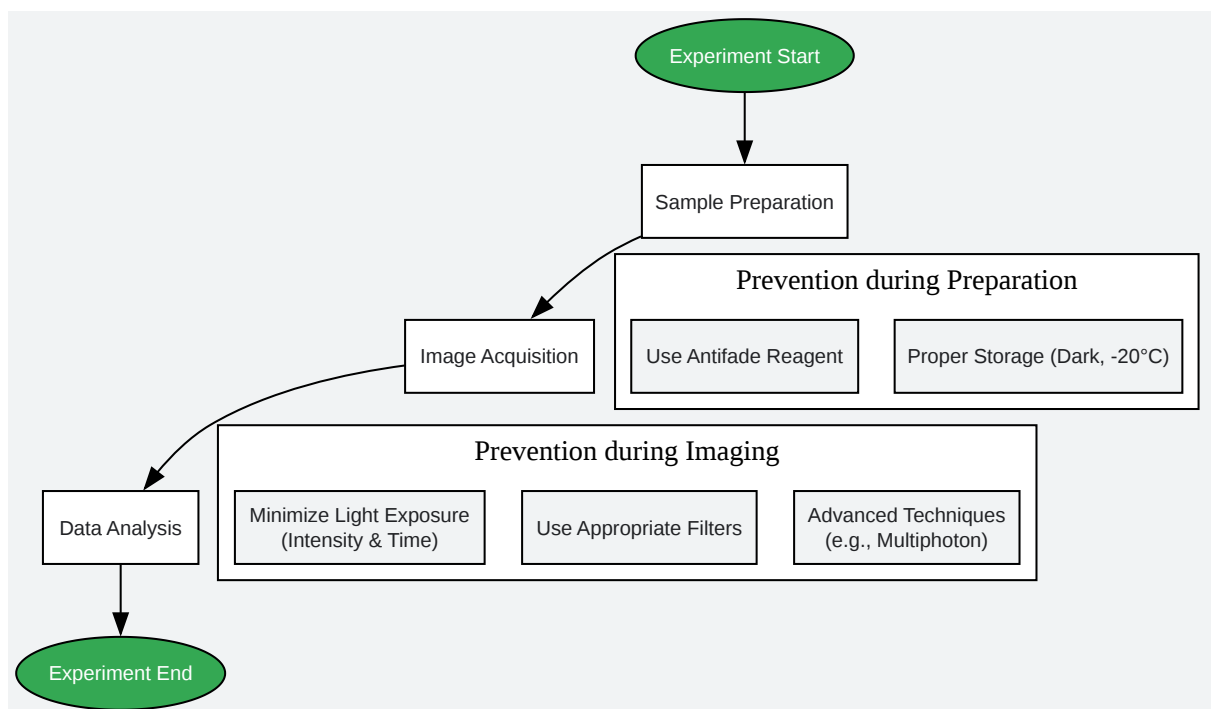 Experiment Start
Sample Preparation
Prevention during Preparation
Image Acquisition
Use Antifade Reagent
Proper Storage (Dark, -20°C)
Prevention during Imaging
Data Analysis
Minimize Light Exposure
(Intensity & Time)
Use Appropriate Filters
Advanced Techniques
(e.g., Multiphoton)
Experiment End